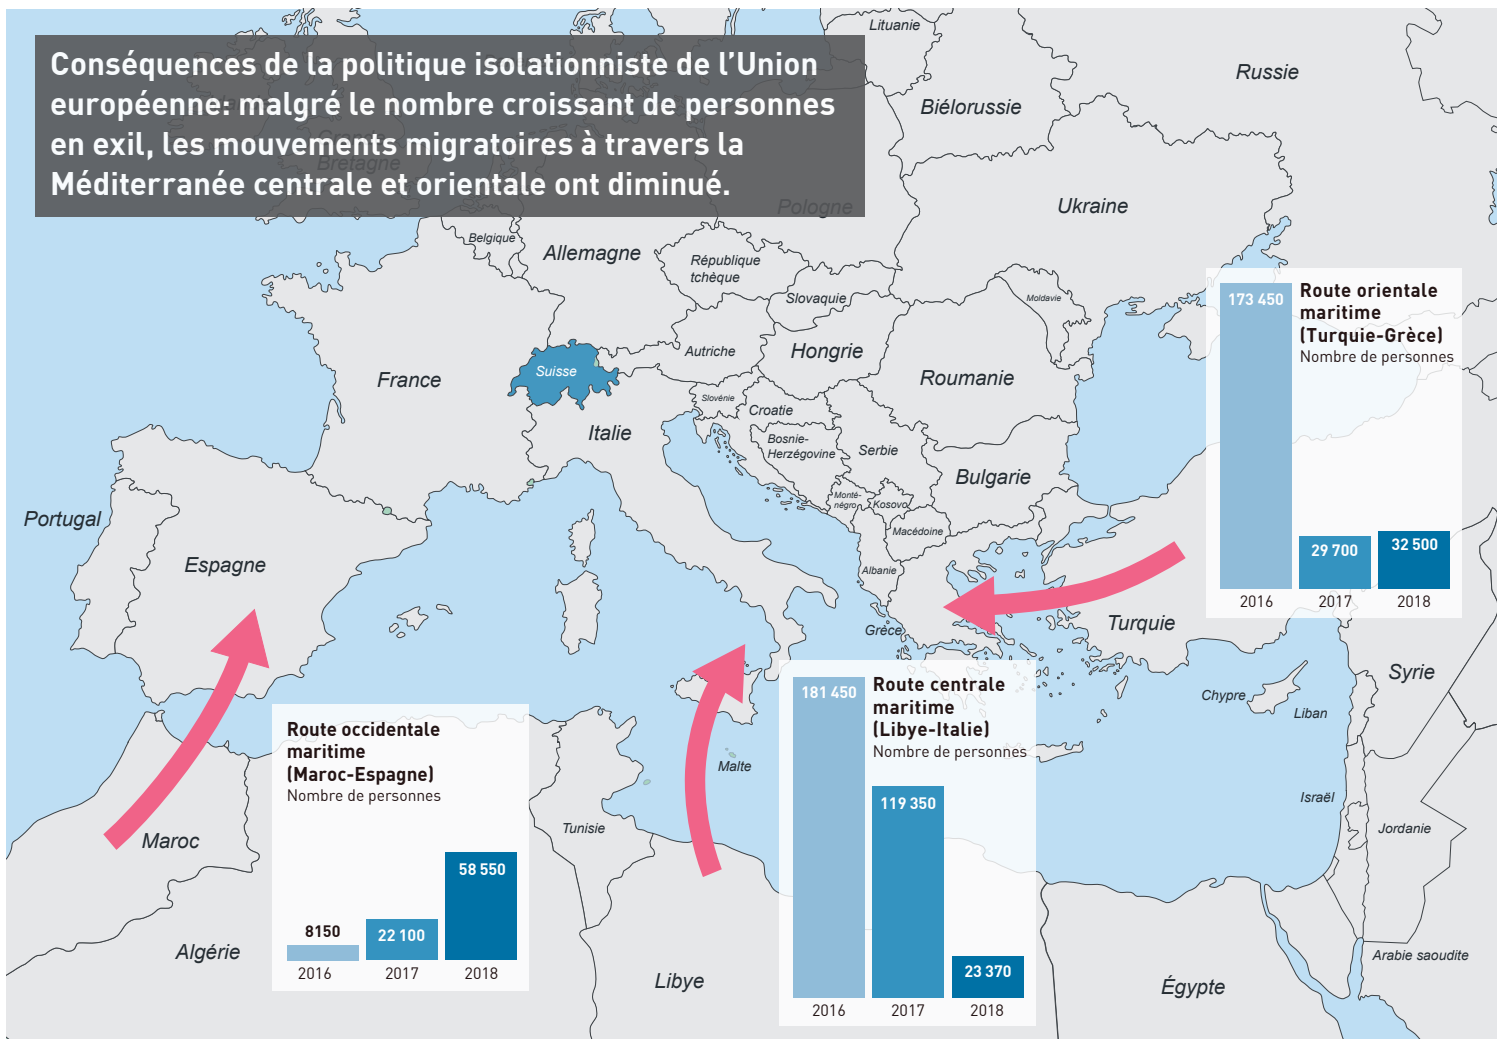 Conséquences de la politique isolationniste de l’Union
européenne: malgré le nombre croissant de personnes
en exil, les mouvements migratoires à travers la
Méditerranée centrale et orientale ont diminué.
Lituanie
Russie
Biélorussie
Grande
Bretagne
Pologne
Ukraine
Belgique
Allemagne
République
tchèque
Slovaquie
Moldavie
Autriche
Hongrie
Suisse
France
Roumanie
Slovénie
Croatie
Italie
Bosnie-
Herzégovine
Serbie
Bulgarie
Monté-
négro
Kosovo
Macédoine
Portugal
Espagne
Albanie
Grèce
Turquie
Syrie
Chypre
Liban
Malte
Israël
Tunisie
Jordanie
Maroc
Algérie
Libye
Égypte
Arabie saoudite
173 450
Route orientale
maritime
(Turquie-Grèce)
Nombre de personnes
29 700
32 500
2016 2017 2018
181 450
Route centrale
maritime
(Libye-Italie)
Nombre de personnes
119 350
23 370
2016 2017 2018
Route occidentale
maritime
(Maroc-Espagne)
Nombre de personnes
58 550
8150
22 100
2016 2017 2018